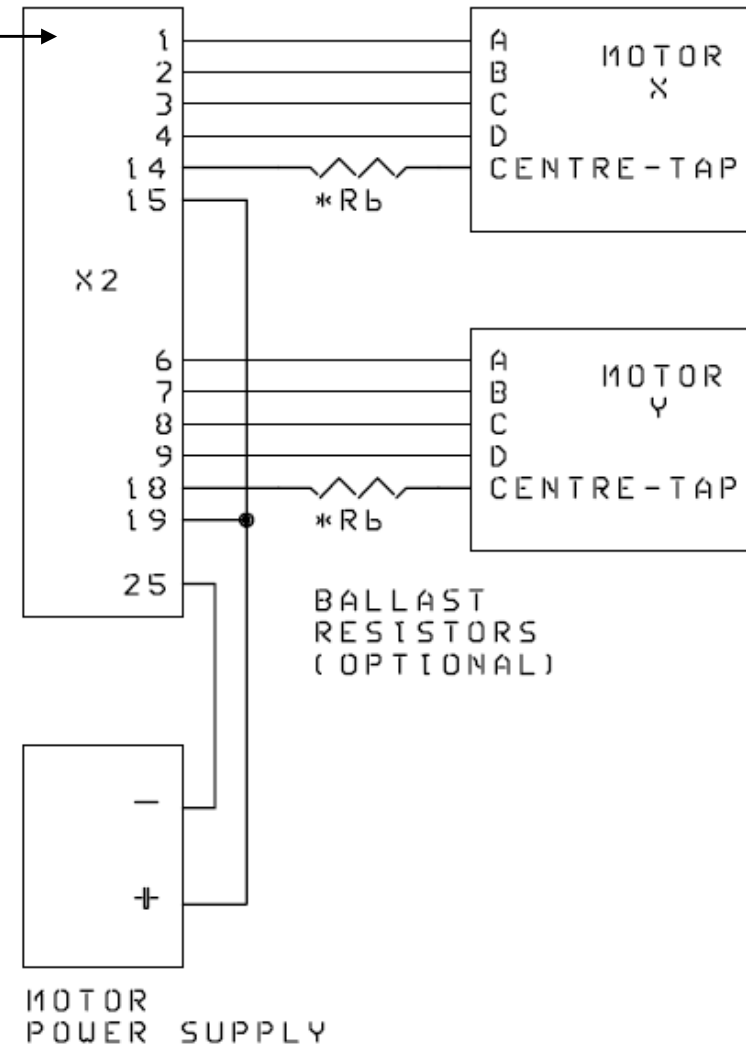 1 A MOTOR
2 B X
3 C
4 D
14 *Rb CENTRE-TAP
15
X2
6 A MOTOR
7 B Y
8 C
9 D
18 *Rb CENTRE-TAP
19
25
BALLAST
RESISTORS
(OPTIONAL)
−
+
MOTOR
POWER SUPPLY